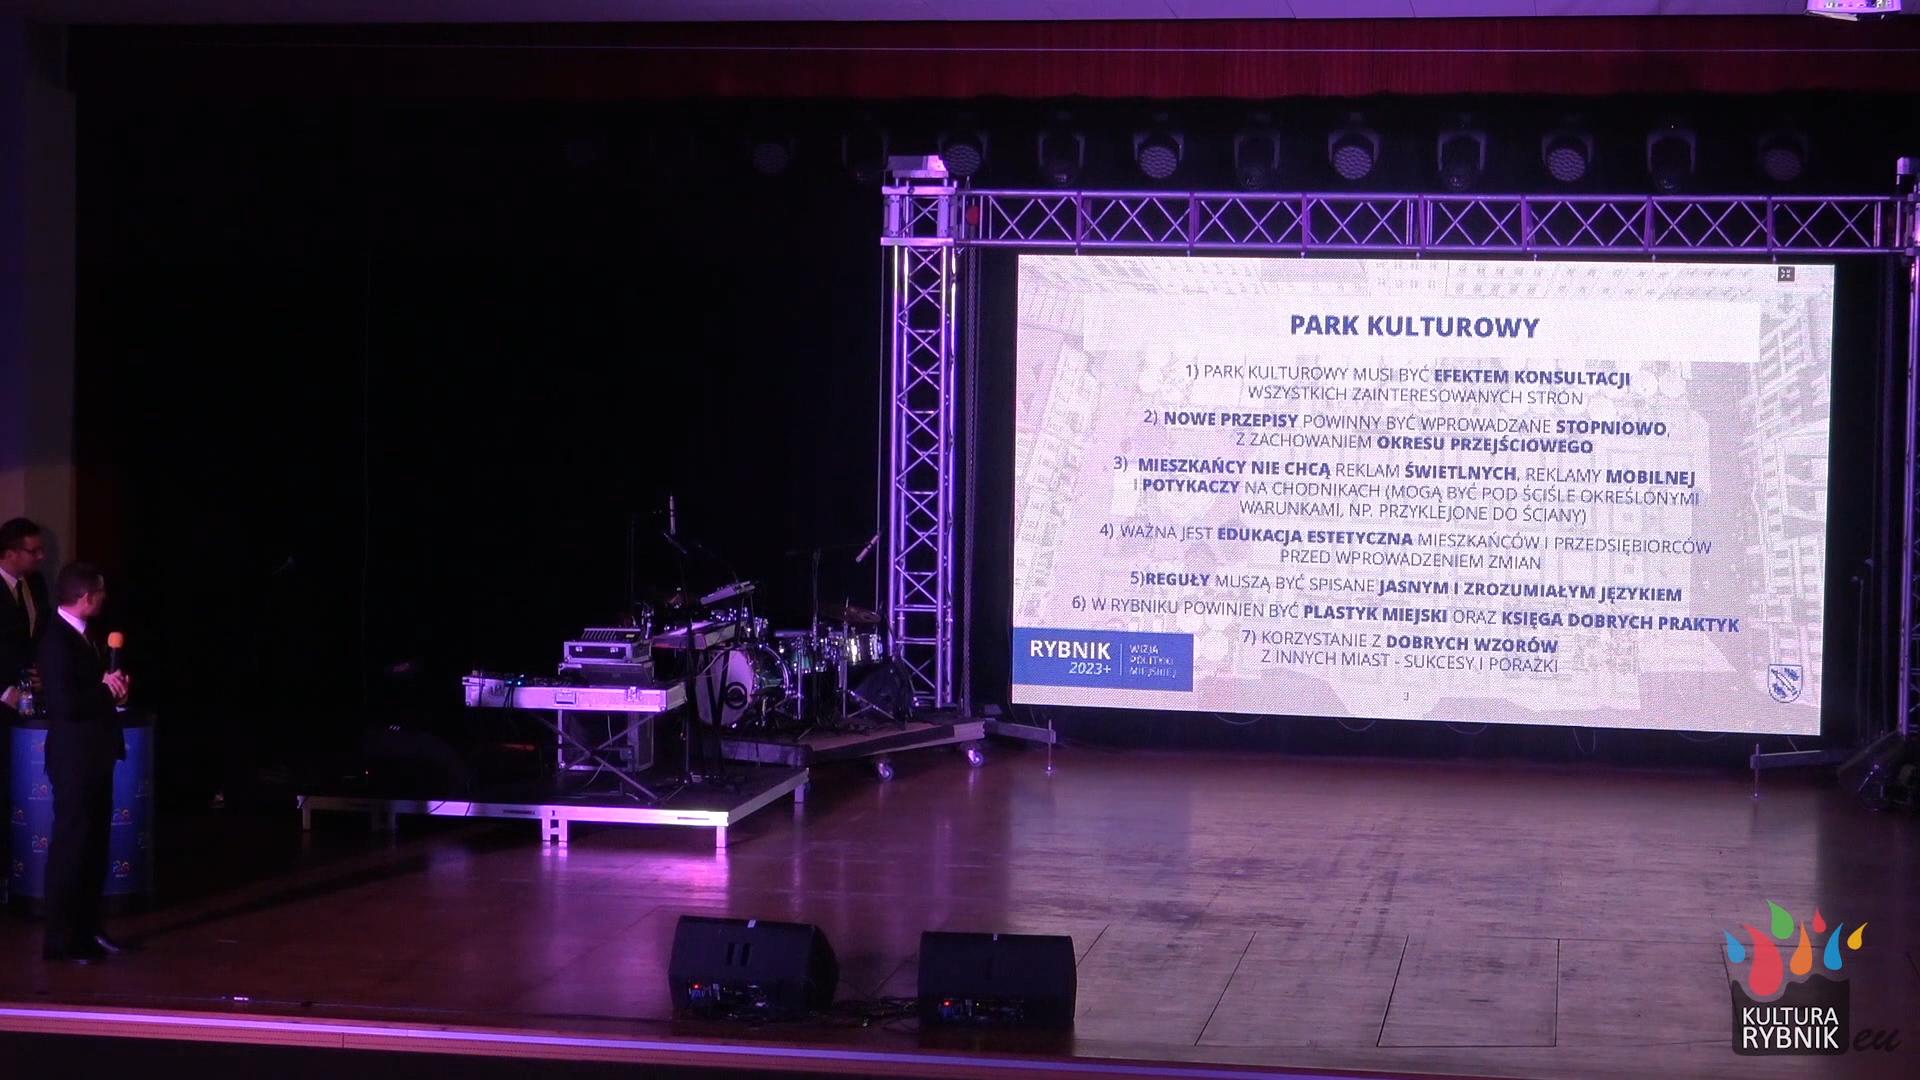 PARK KULTUROWY
1) PARK KULTUROWY MUSI BYĆ EFEKTEM KONSULTACJI
WSZYSTKICH ZAINTERESOWANYCH STRON
2) NOWE PRZEPISY POWINNY BYĆ WPROWADZANE STOPNIOWO,
Z ZACHOWANIEM OKRESU PRZEJŚCIOWEGO
3) MIESZKAŃCY NIE CHCĄ REKLAM ŚWIETLNYCH, REKLAMY MOBILNEJ
I POTYKACZY NA CHODNIKACH (MOGĄ BYĆ POD ŚCIŚLE OKREŚLONYMI
WARUNKAMI, NP. PRZYKLEJONE DO ŚCIANY)
4) WAŻNA JEST EDUKACJA ESTETYCZNA MIESZKAŃCÓW I PRZEDSIĘBIORCÓW
PRZED WPROWADZENIEM ZMIAN
5)REGUŁY MUSZĄ BYĆ SPISANE JASNYM I ZROZUMIAŁYM JĘZYKIEM
6) W RYBNIKU POWINIEN BYĆ PLASTYK MIEJSKI ORAZ KSIĘGA DOBRYCH PRAKTYK
7) KORZYSTANIE Z DOBRYCH WZORÓW
Z INNYCH MIAST - SUKCESY I PORAŻKI
3
RYBNIK
2023+
WIZJA
POLITYKI
MIEJSKIEJ
KULTURA
RYBNIK eu